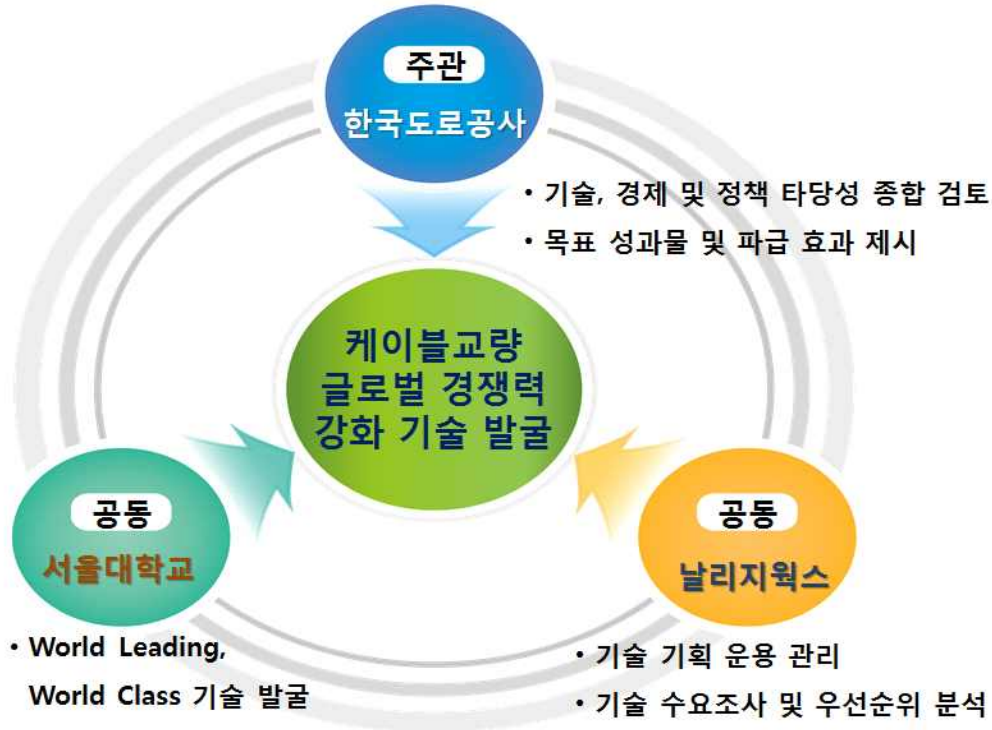 주관
한국도로공사
• 기술, 경제 및 정책 타당성 종합 검토
• 목표 성과물 및 파급 효과 제시
케이블교량
글로벌 경쟁력
강화 기술 발굴
공동
서울대학교
• World Leading,
World Class 기술 발굴
공동
날리지웍스
• 기술 기획 운용 관리
• 기술 수요조사 및 우선순위 분석